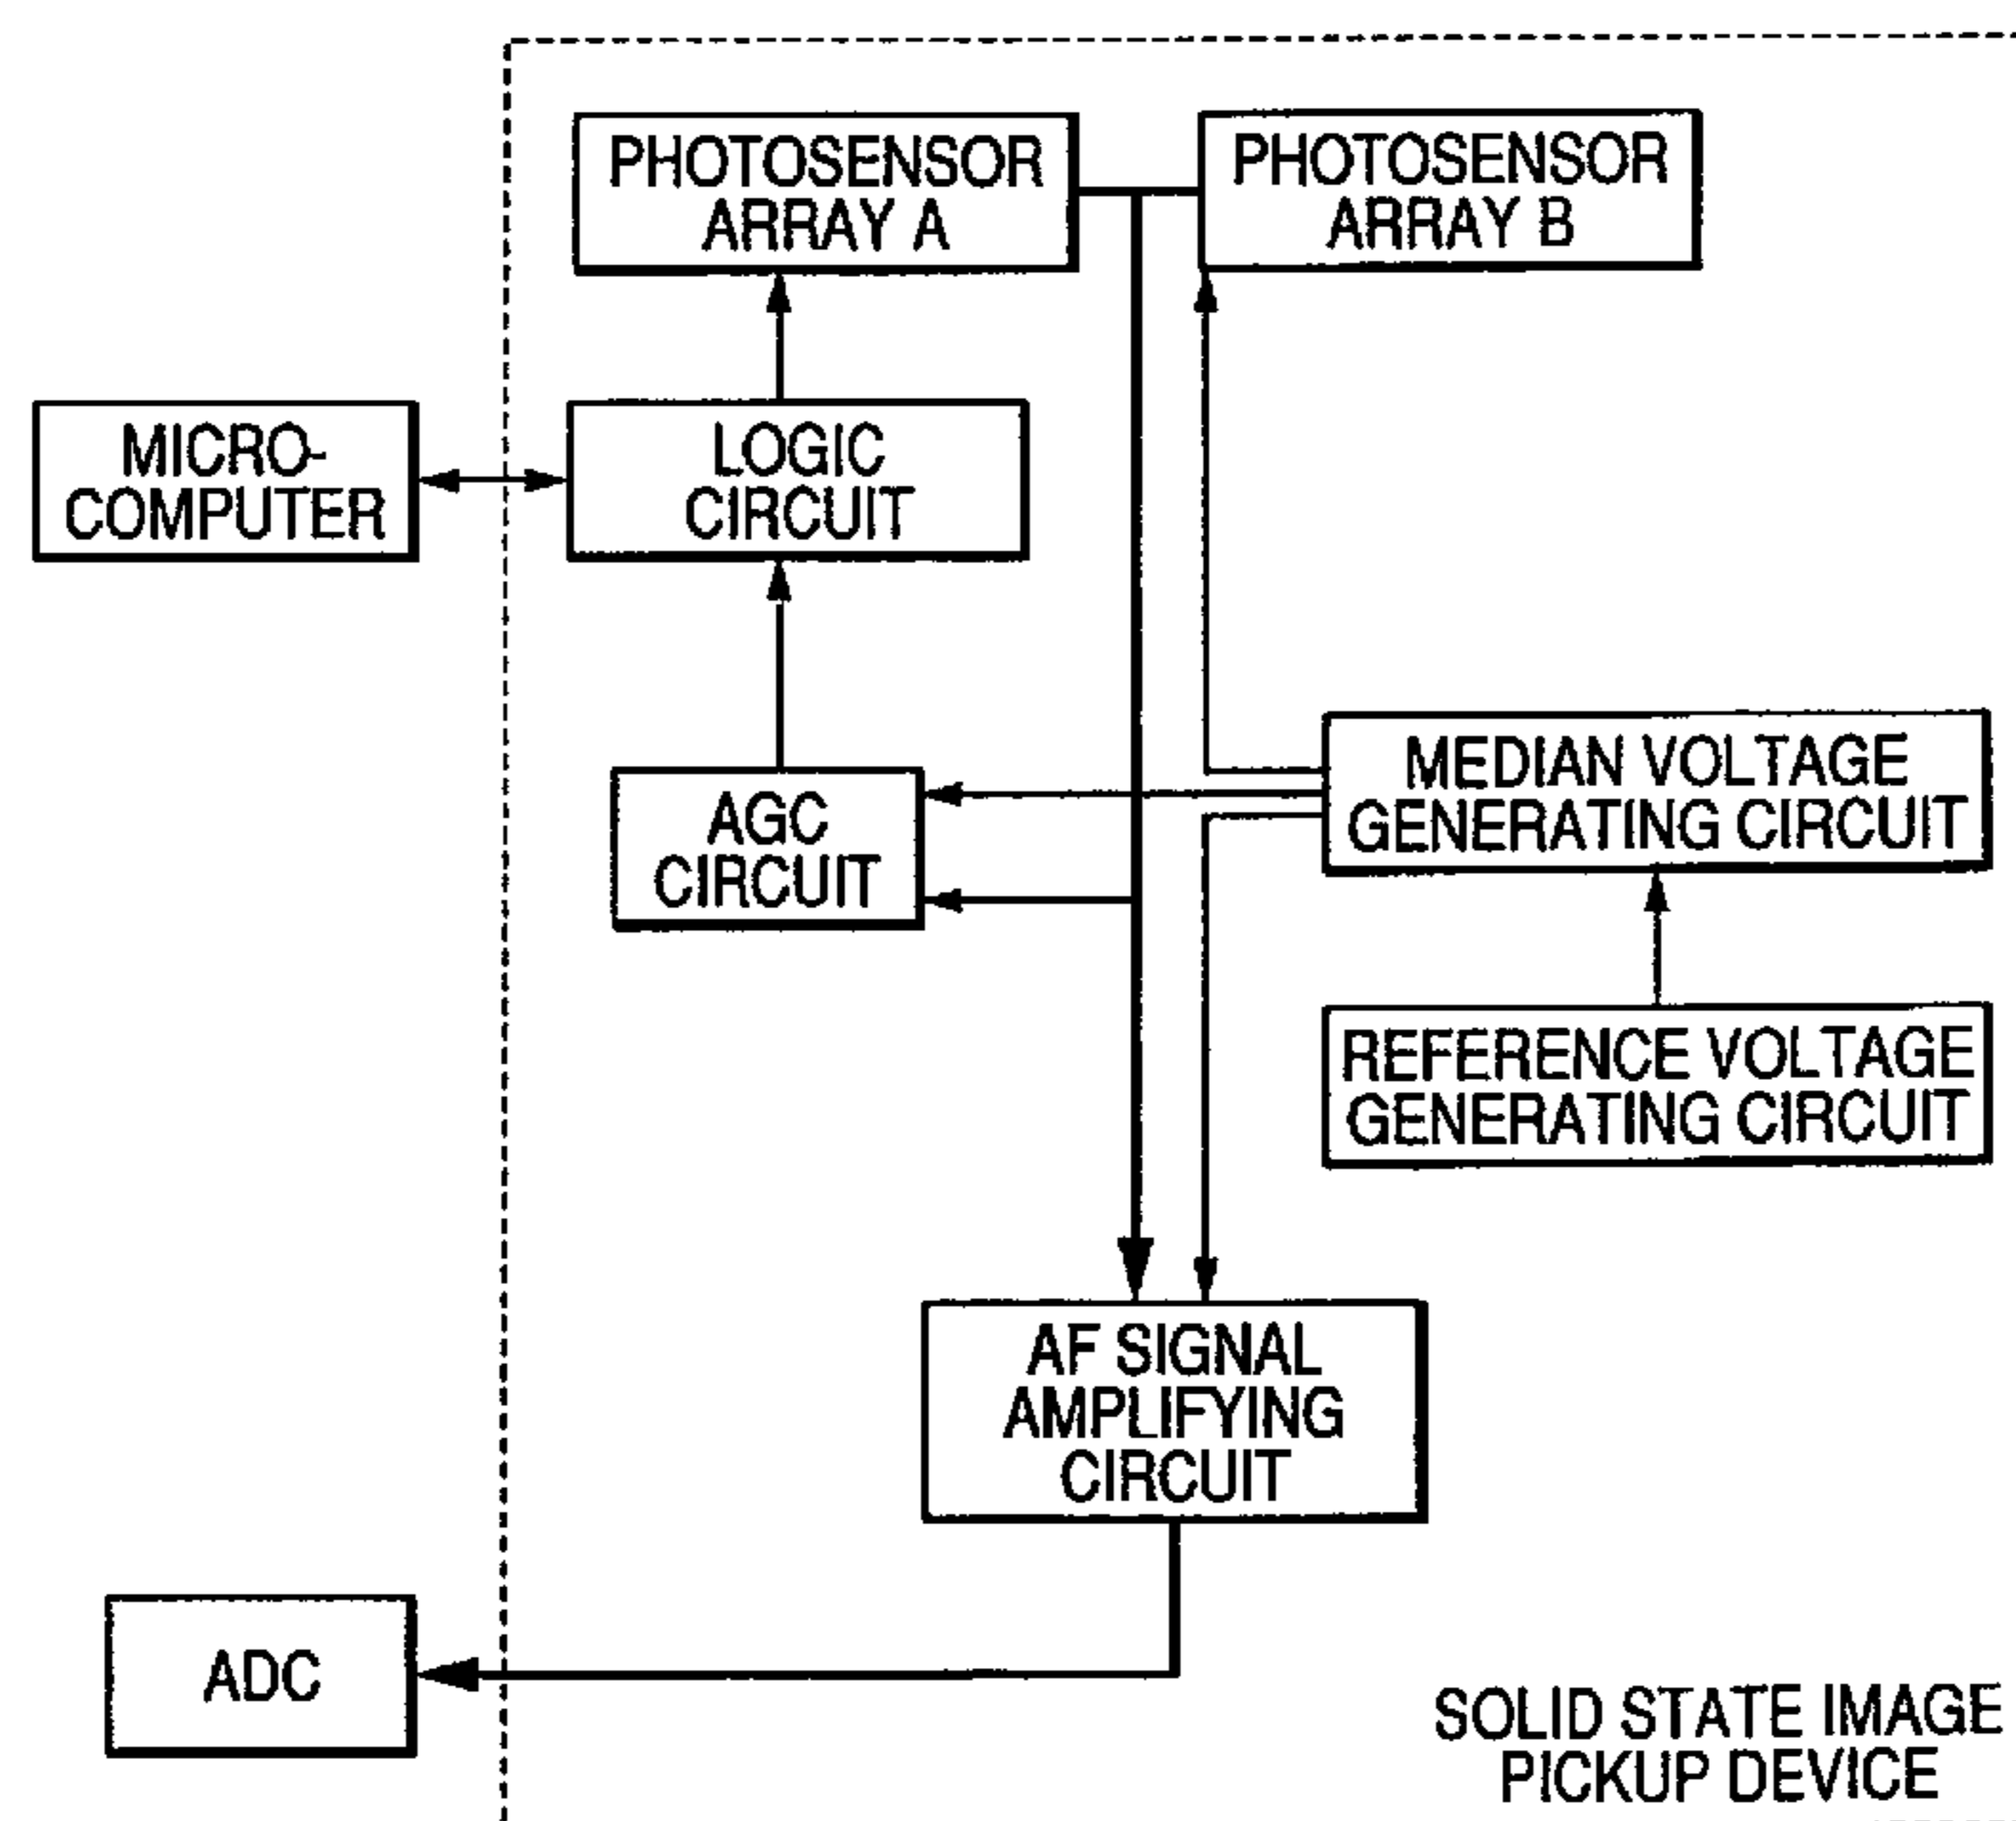 PHOTOSENSOR
ARRAY A
PHOTOSENSOR
ARRAY B
MICRO-
COMPUTER
LOGIC
CIRCUIT
MEDIAN VOLTAGE
GENERATING CIRCUIT
AGC
CIRCUIT
REFERENCE VOLTAGE
GENERATING CIRCUIT
AF SIGNAL
AMPLIFYING
CIRCUIT
ADC
SOLID STATE IMAGE
PICKUP DEVICE